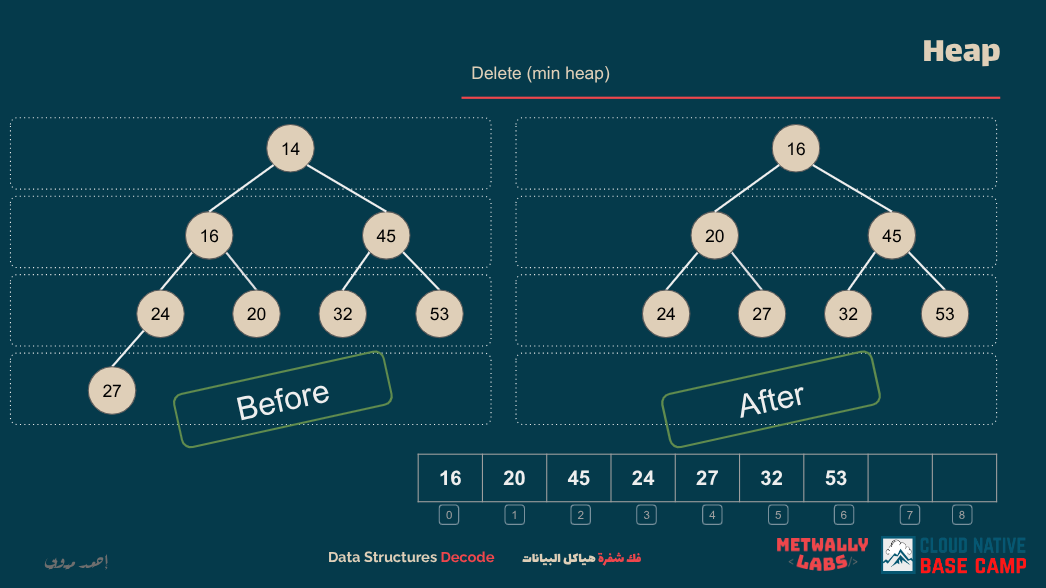 Heap
Delete (min heap)
14
16
16 45
20 45
24 20 32 53
24 27 32 53
27
Before
After
16 20 45 24 27 32 53
0 1 2 3 4 5 6 7 8
Data Structures Decode
فك شفرة هياكل البيانات
METWALLY
<LABS/>
CLOUD NATIVE
BASE CAMP